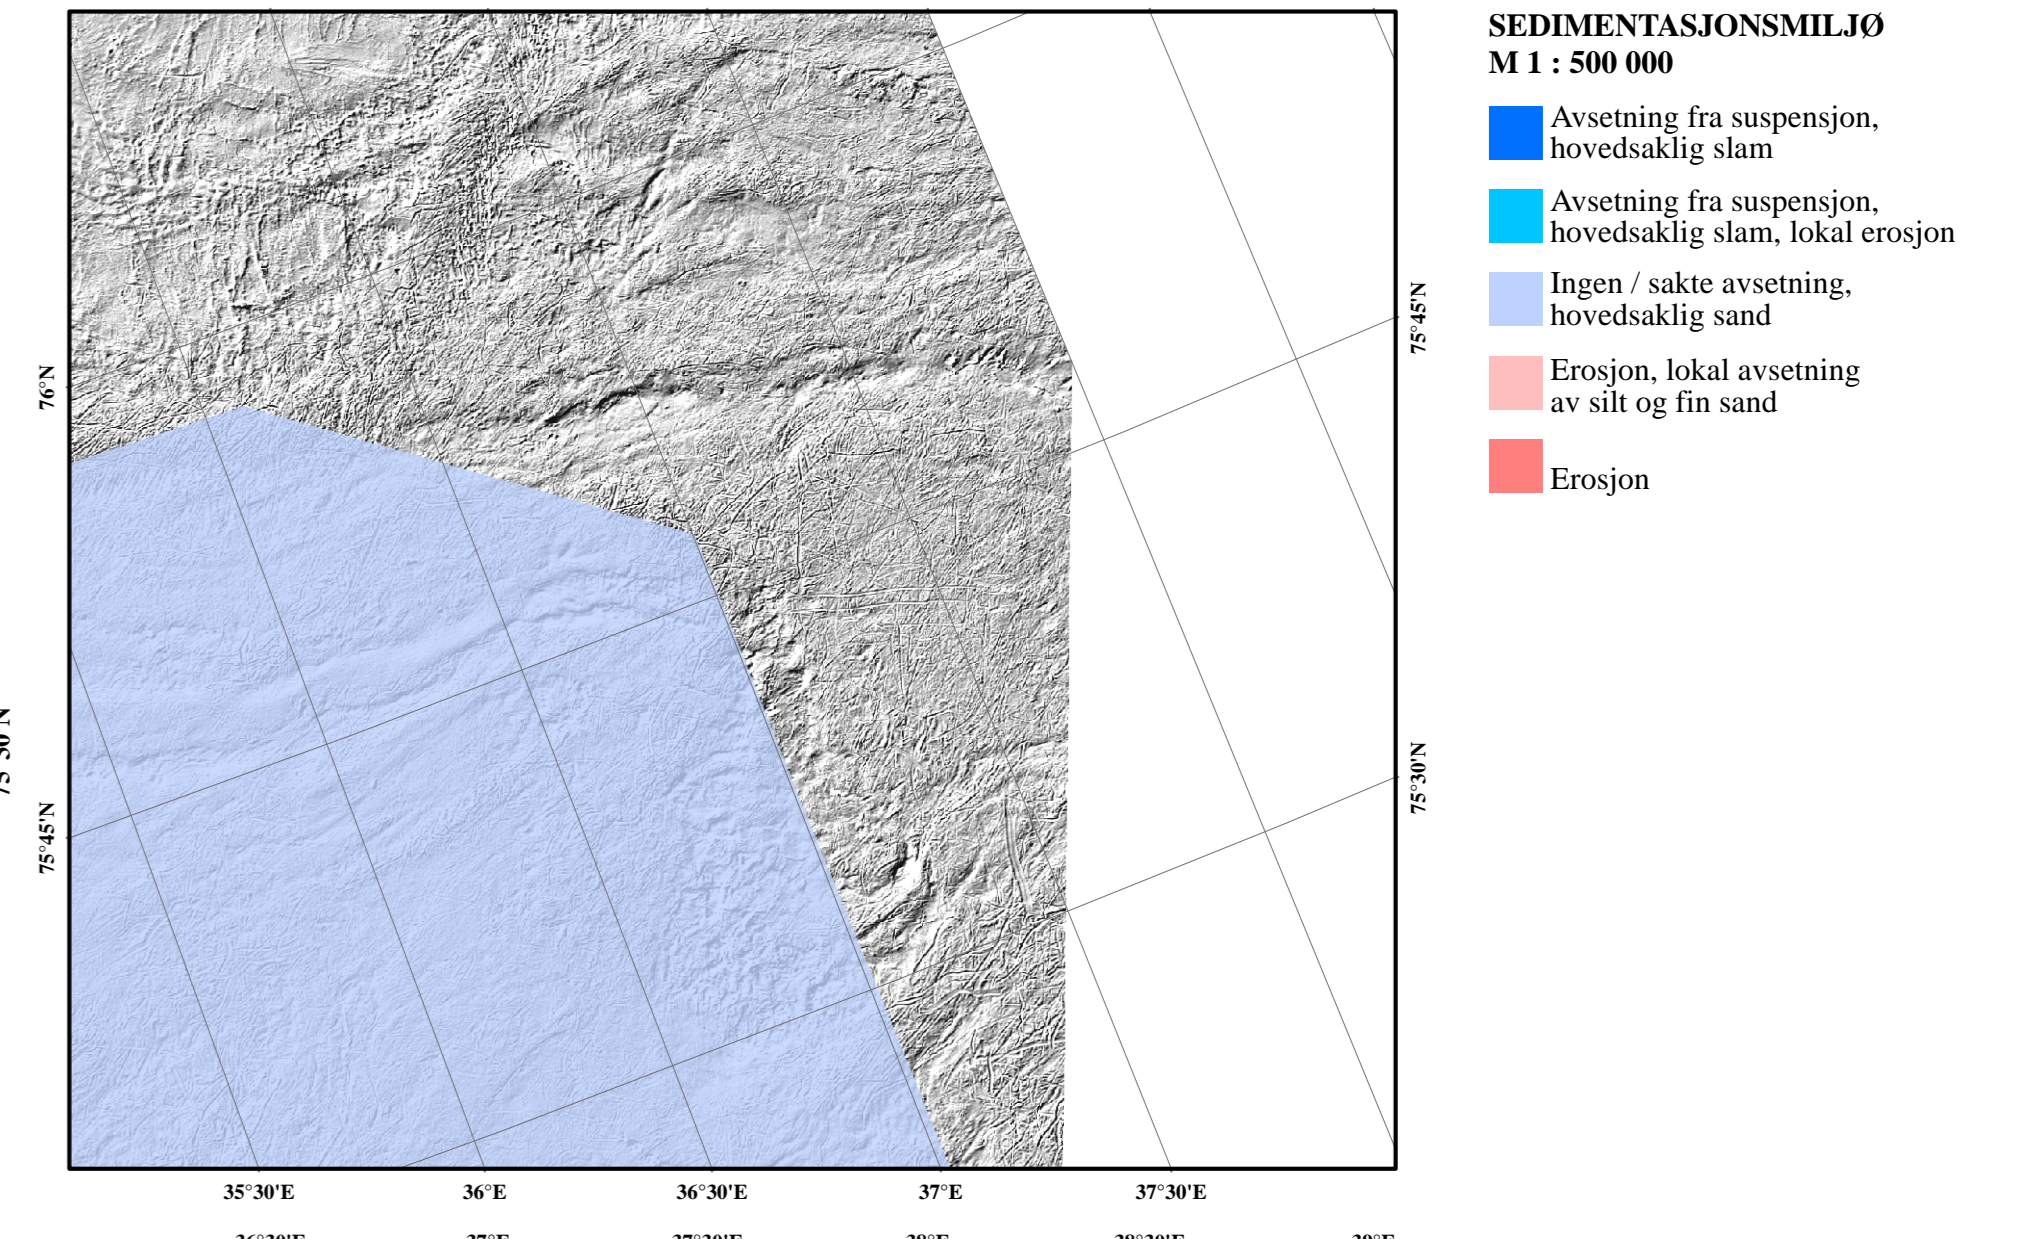 SEDIMENTASJONSMILJØ
M 1 : 500 000
Avsetning fra suspensjon,
hovedsaklig slam
Avsetning fra suspensjon,
hovedsaklig slam, lokal erosjon
Ingen / sakte avsetning,
hovedsaklig sand
Erosjon, lokal avsetning
av silt og fin sand
Erosjon
76°N
75°45'N
75°45'N
75°30'N
35°30'E 36°E 36°30'E 37°E 37°30'E